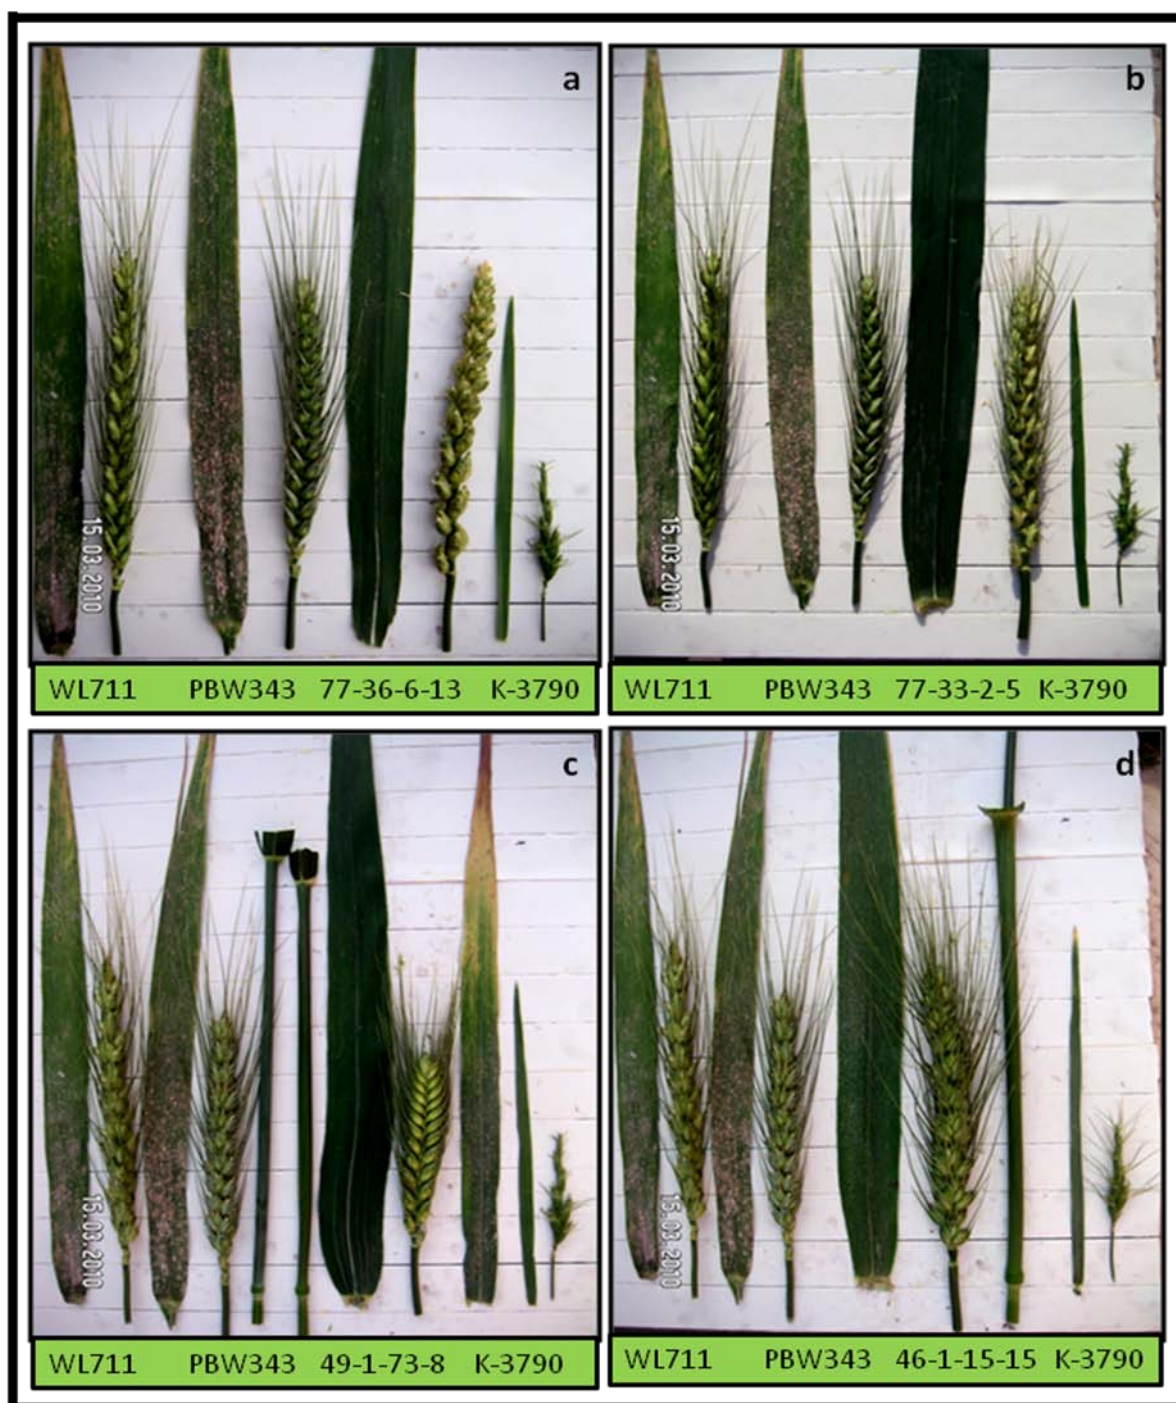 a
15.03.2010
WL711 PBW343 77-36-6-13 K-3790
b
15.03.2010
WL711 PBW343 77-33-2-5 K-3790
c
15.03.2010
WL711 PBW343 49-1-73-8 K-3790
d
15.03.2010
WL711 PBW343 46-1-15-15 K-3790